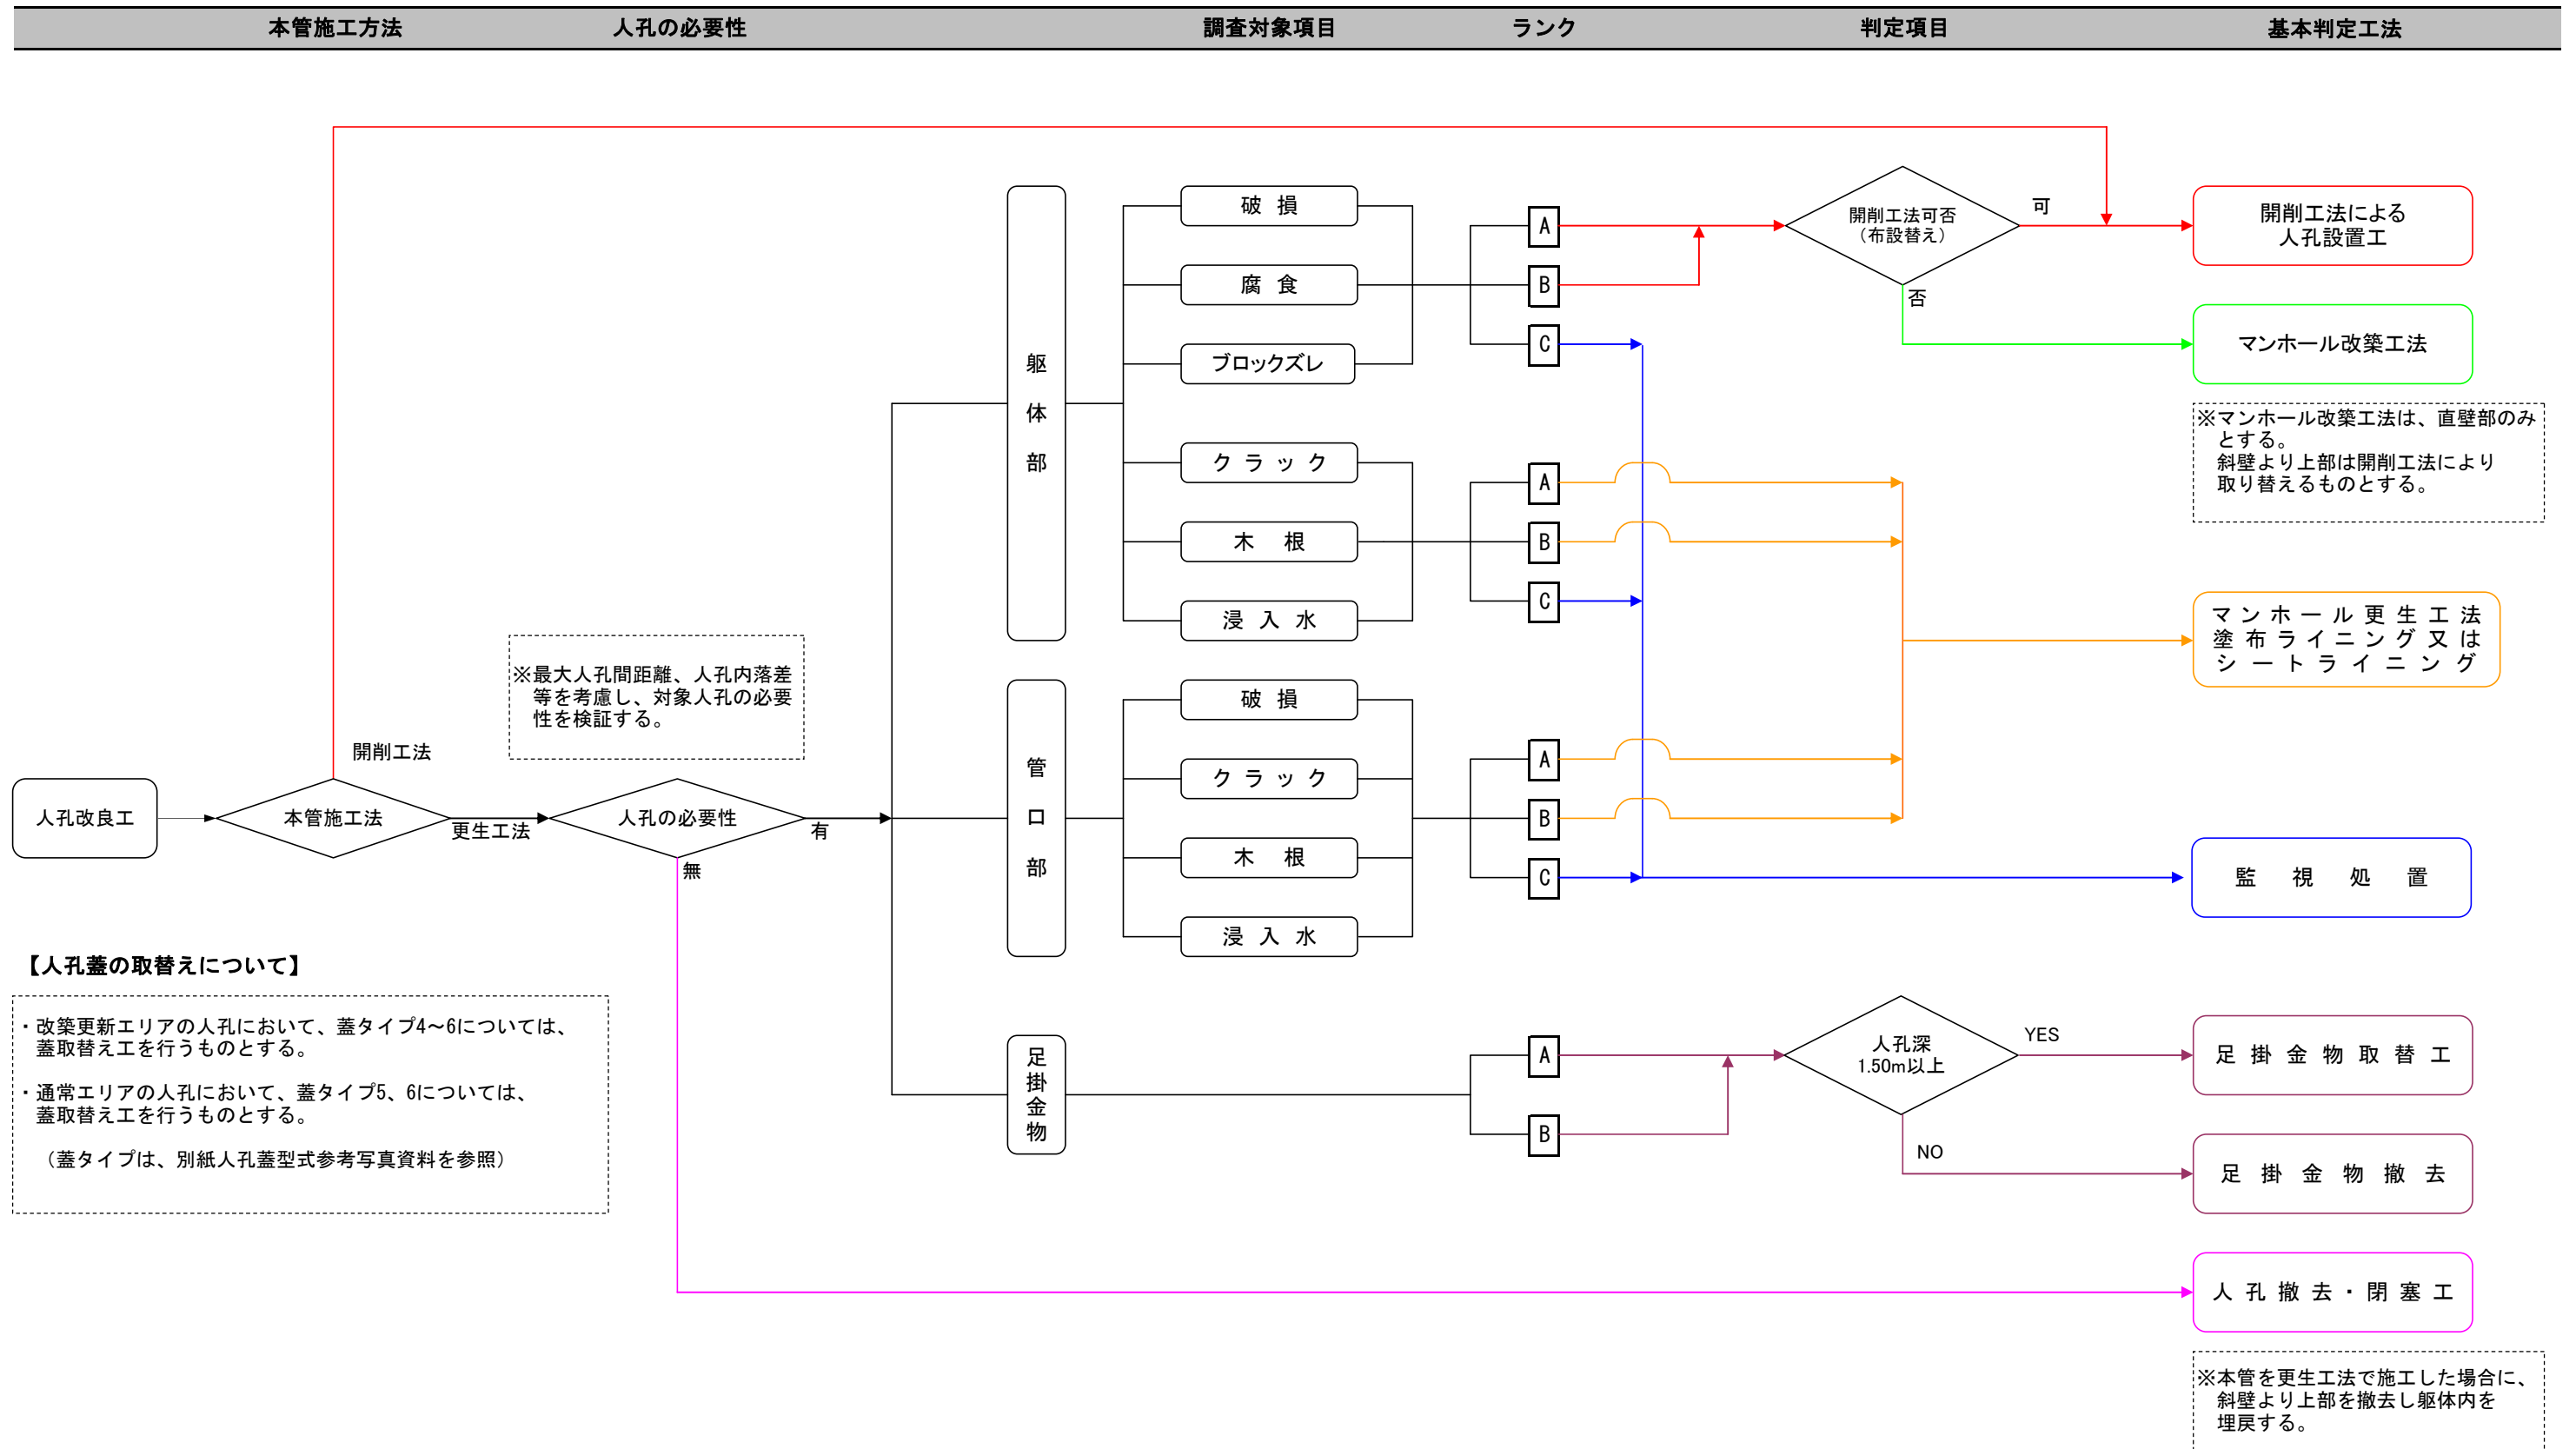 本管施工方法
人孔の必要性
調査対象項目
ランク
判定項目
基本判定工法
人孔改良工
本管施工法
開削工法
更生工法
※最大人孔間距離、人孔内落差
等を考慮し、対象人孔の必要
性を検証する。
人孔の必要性
有
無
躯体部
破損
腐食
ブロックズレ
クラック
木根
浸入水
A
B
C
A
B
C
開削工法可否
（布設替え）
可
否
開削工法による
人孔設置工
マンホール改築工法
※マンホール改築工法は、直壁部のみ
とする。
斜壁より上部は開削工法により
取り替えるものとする。
マンホール更生工法
塗布ライニング又は
シートライニング
管口部
破損
クラック
木根
浸入水
A
B
C
監視処置
足掛金物
A
B
人孔深
1.50m以上
YES
NO
足掛金物取替工
足掛金物撤去
人孔撤去・閉塞工
※本管を更生工法で施工した場合に、
斜壁より上部を撤去し躯体内を
埋戻する。
【人孔蓋の取替えについて】
・改築更新エリアの人孔において、蓋タイプ4～6については、
蓋取替え工を行うものとする。
・通常エリアの人孔において、蓋タイプ5、6については、
蓋取替え工を行うものとする。
（蓋タイプは、別紙人孔蓋型式参考写真資料を参照）